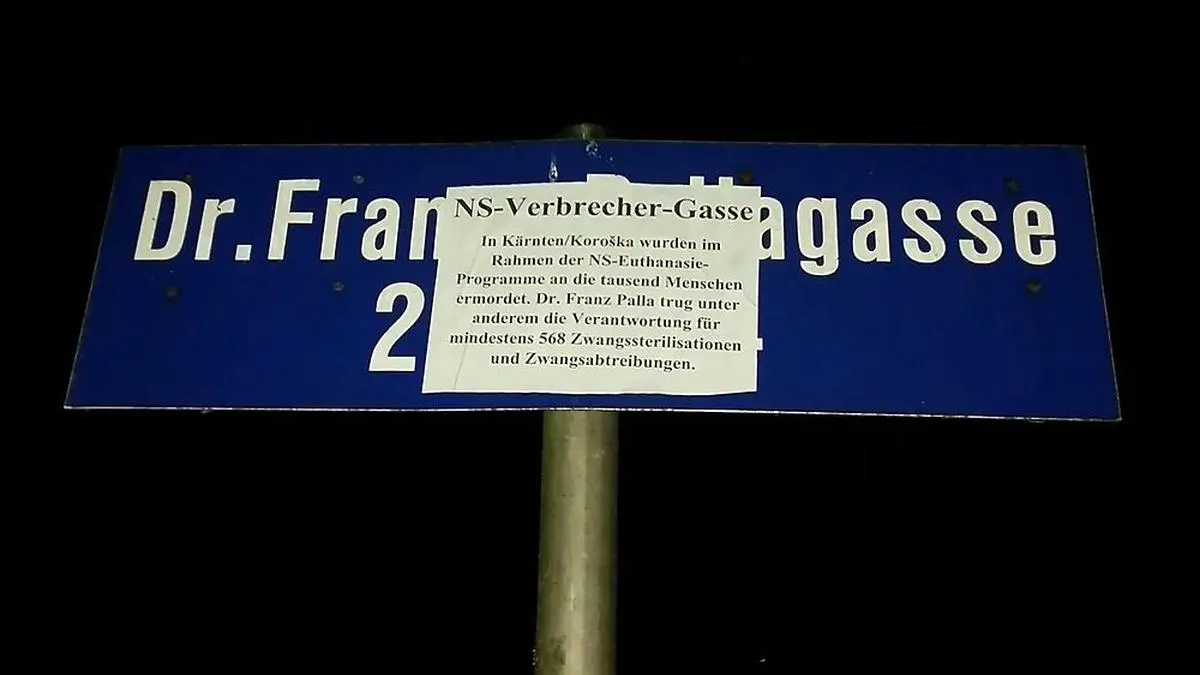 Dr. Fran agasse
2
NS-Verbrecher-Gasse
In Kärnten/Koroška wurden im
Rahmen der NS-Euthanasie-
Programme an die tausend Menschen
ermordet. Dr. Franz Palla trug unter
anderem die Verantwortung für
mindestens 568 Zwangssterilisationen
und Zwangsabtreibungen.